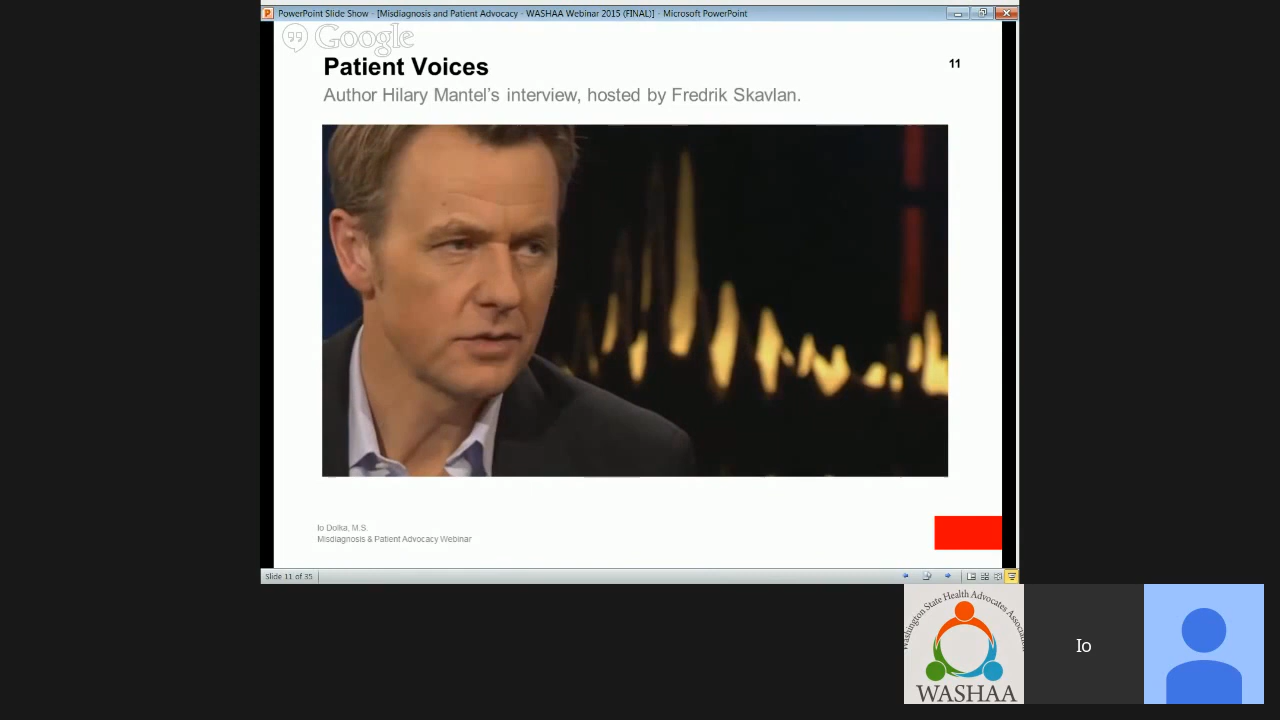 PowerPoint Slide Show - [Misdiagnosis and Patient Advocacy - WASHAA Webinar 2015 (FINAL)] - Microsoft PowerPoint
Google
Patient Voices
11
Author Hilary Mantel's interview, hosted by Fredrik Skavlan.
Io Dolka, M.S.
Misdiagnosis & Patient Advocacy Webinar
Slide 11 of 35
Washington State Health Advocates Association
WASHAA
Io